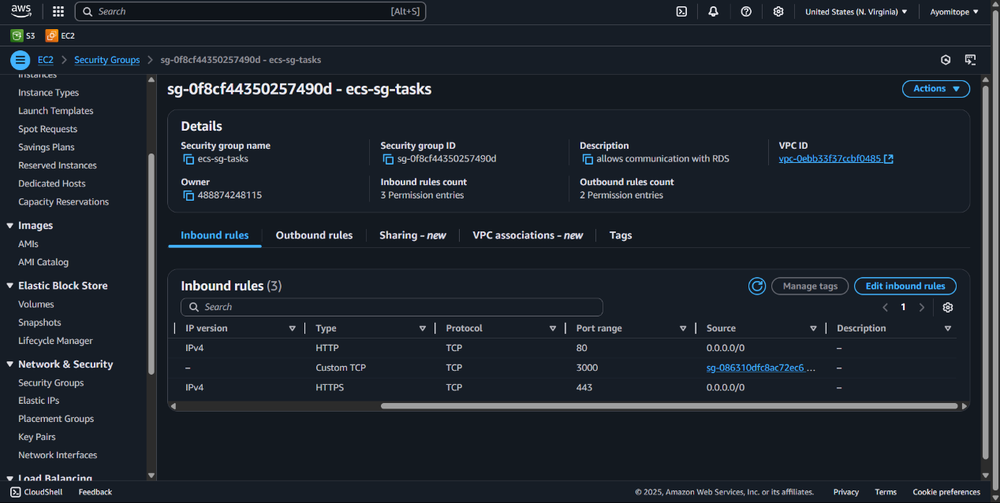 aws Search [Alt+S] United States (N. Virginia) Ayomitope
S3 EC2
EC2 Security Groups sg-0f8cf44350257490d - ecs-sg-tasks
Instances
Instance Types
Launch Templates
Spot Requests
Savings Plans
Reserved Instances
Dedicated Hosts
Capacity Reservations
Images
AMIs
AMI Catalog
Elastic Block Store
Volumes
Snapshots
Lifecycle Manager
Network & Security
Security Groups
Elastic IPs
Placement Groups
Key Pairs
Network Interfaces
Load Balancing
sg-0f8cf44350257490d - ecs-sg-tasks
Actions
Details
Security group name Security group ID Description VPC ID
ecs-sg-tasks sg-0f8cf44350257490d allows communication with RDS vpc-0ebb33f37ccbf0485
Owner Inbound rules count Outbound rules count
488874248115 3 Permission entries 2 Permission entries
Inbound rules Outbound rules Sharing - new VPC associations - new Tags
Inbound rules (3) Manage tags Edit inbound rules
Search 1
IP version Type Protocol Port range Source Description
IPv4 HTTP TCP 80 0.0.0.0/0 –
– Custom TCP TCP 3000 sg-086310dfc8ac72ec6 ... –
IPv4 HTTPS TCP 443 0.0.0.0/0 –
CloudShell Feedback © 2025, Amazon Web Services, Inc. or its affiliates. Privacy Terms Cookie preferences